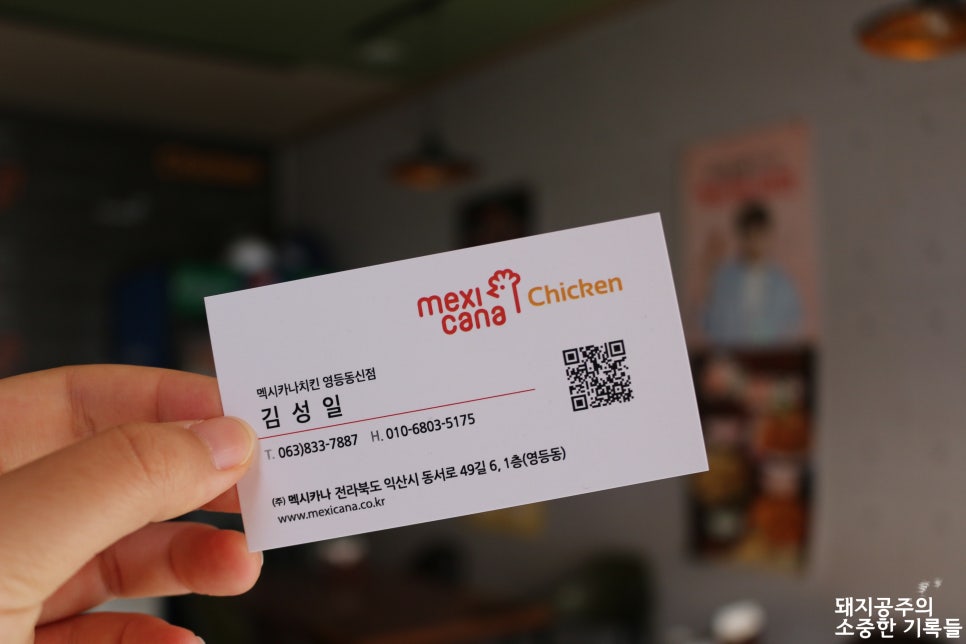 mexi
cana
Chicken
멕시카나치킨 영등동신점
김 성 일
T. 063)833-7887 H. 010-6803-5175
(주) 멕시카나 전라북도 익산시 동서로 49길 6, 1층(영등동)
www.mexicana.co.kr
돼지공주의
소중한 기록들